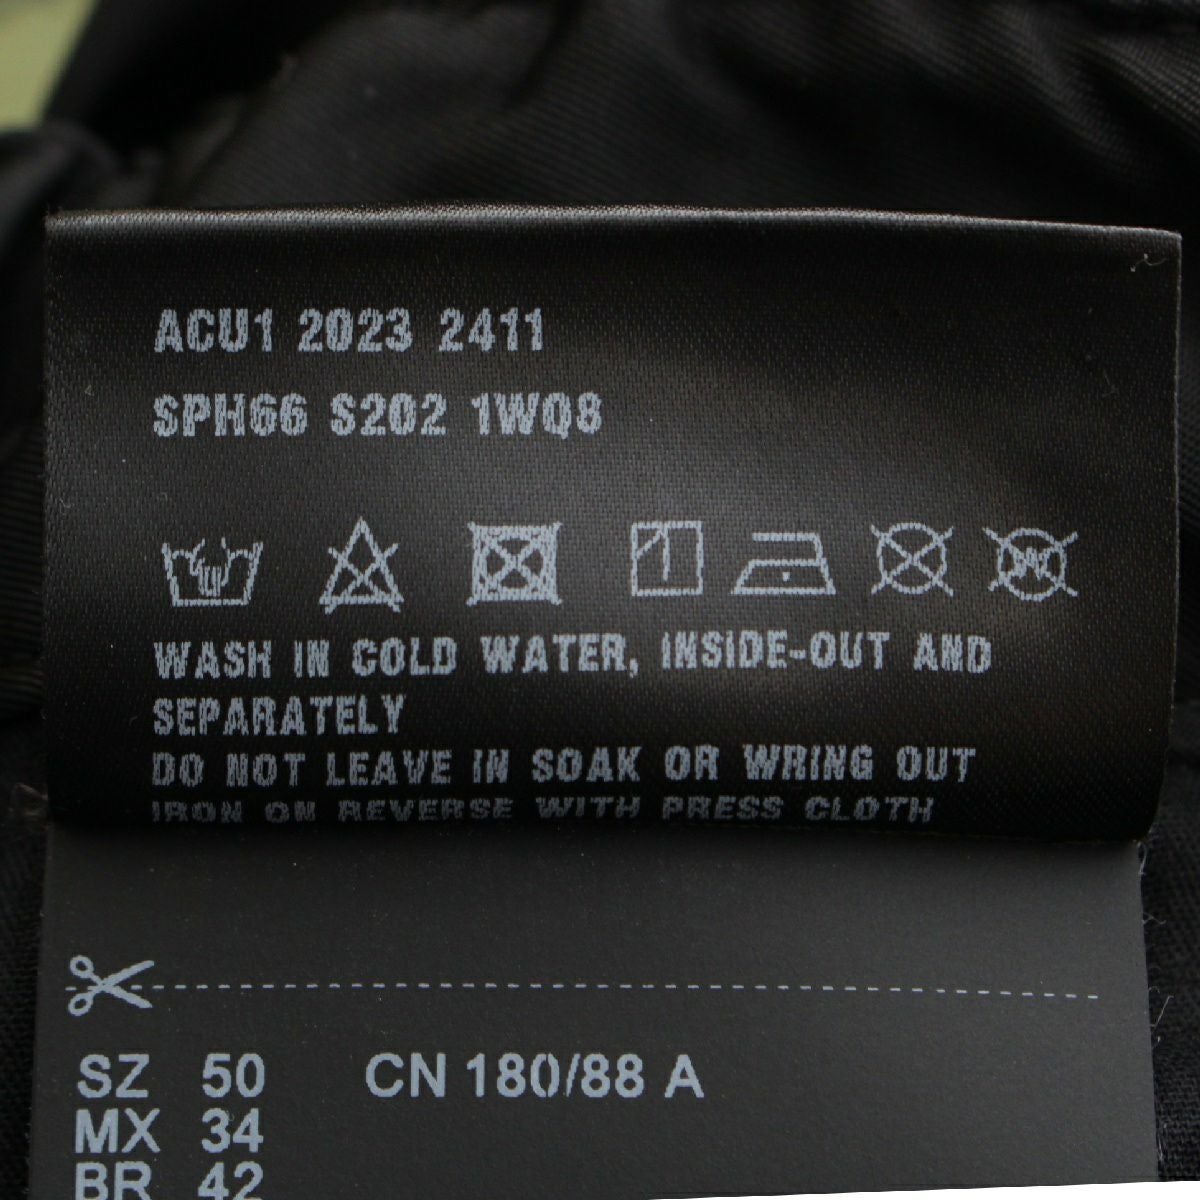 ACU1 2023 2411
SPH66 S202 1WQ8
W
WASH IN COLD WATER, INSIDE-OUT AND
SEPARATELY
DO NOT LEAVE IN SOAK OR WRING OUT
IRON ON REVERSE WITH PRESS CLOTH
SZ 50 CN 180/88 A
MX 34
BR 42